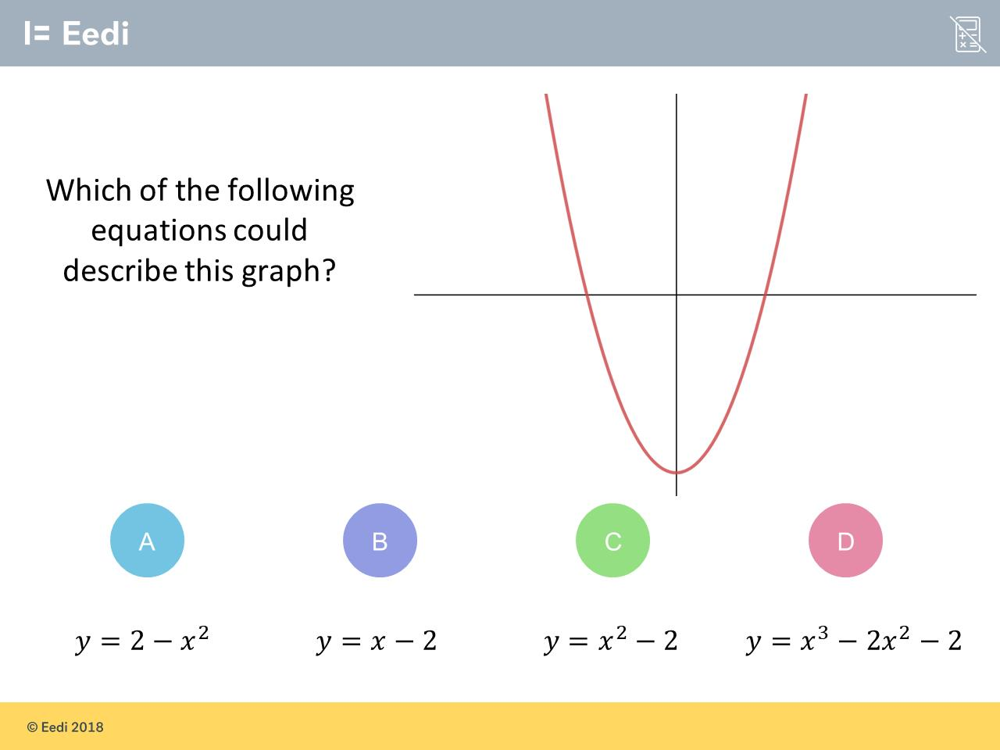 Eedi
Which of the following
equations could
describe this graph?
A
B
C
D
y = 2 − x²
y = x − 2
y = x² − 2
y = x³ − 2x² − 2
© Eedi 2018